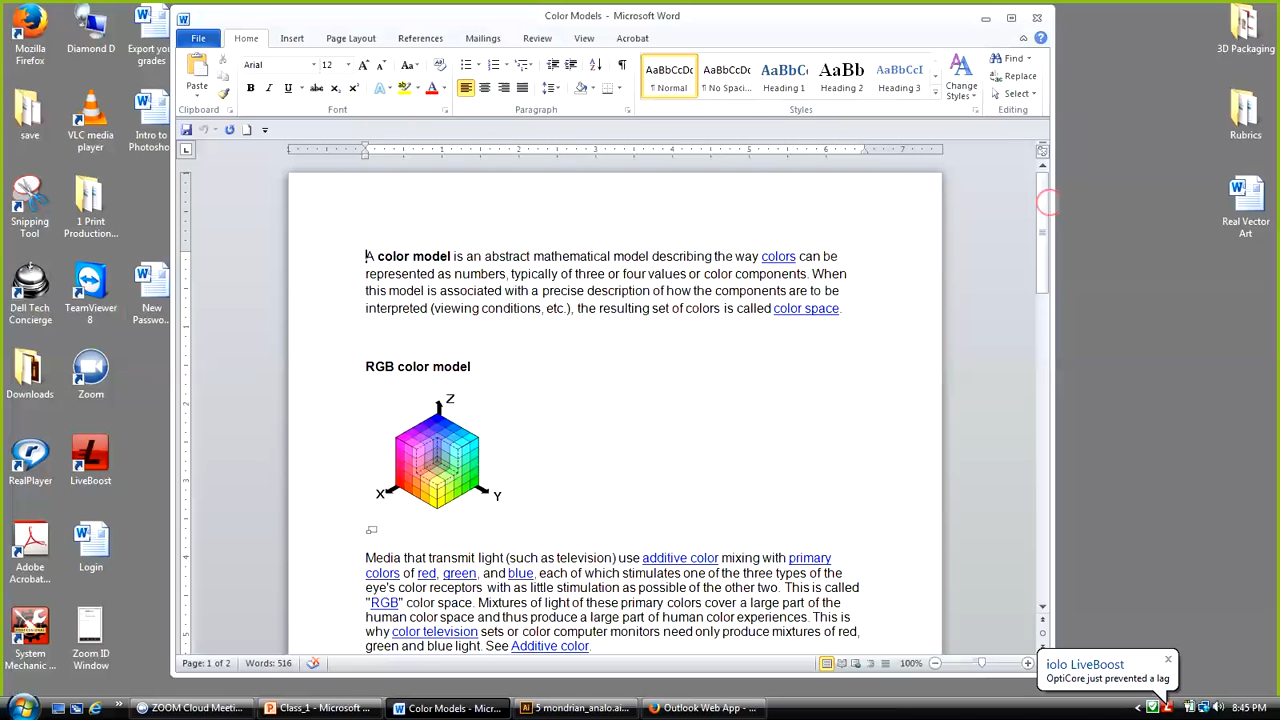 Color Models - Microsoft Word
File Home Insert Page Layout References Mailings Review View Acrobat
Paste
Clipboard
Arial 12
Font
Paragraph
AaBbCcDc AaBbCcDc AaBbC AaBb AaBbCcI
¶ Normal ¶ No Spaci... Heading 1 Heading 2 Heading 3
Styles
Change
Styles
Find
Replace
Select
Editing
1 2 3 4 5 6 7
A color model is an abstract mathematical model describing the way colors can be
represented as numbers, typically of three or four values or color components. When
this model is associated with a precise description of how the components are to be
interpreted (viewing conditions, etc.), the resulting set of colors is called color space.
RGB color model
Z
X
Y
Media that transmit light (such as television) use additive color mixing with primary
colors of red, green, and blue, each of which stimulates one of the three types of the
eye's color receptors with as little stimulation as possible of the other two. This is called
"RGB" color space. Mixtures of light of these primary colors cover a large part of the
human color space and thus produce a large part of human color experiences. This is
why color television sets or color computer monitors need only produce mixtures of red,
green and blue light. See Additive color.
Page: 1 of 2 Words: 516 100%
Mozilla
Firefox
Diamond D
Export your
grades
save
VLC media
player
Intro to
Photosho...
Snipping
Tool
1 Print
Production...
Dell Tech
Concierge
TeamViewer
8
New
Passwo...
Downloads
Zoom
RealPlayer
LiveBoost
Adobe
Acrobat...
Login
System
Mechanic ...
Zoom ID
Window
3D Packaging
Rubrics
Real Vector
Art
iolo LiveBoost
OptiCore just prevented a lag
ZOOM Cloud Meeti...
Class_1 - Microsoft ...
Color Models - Micros...
5 mondrian_analo.ai...
Outlook Web App - ...
8:45 PM